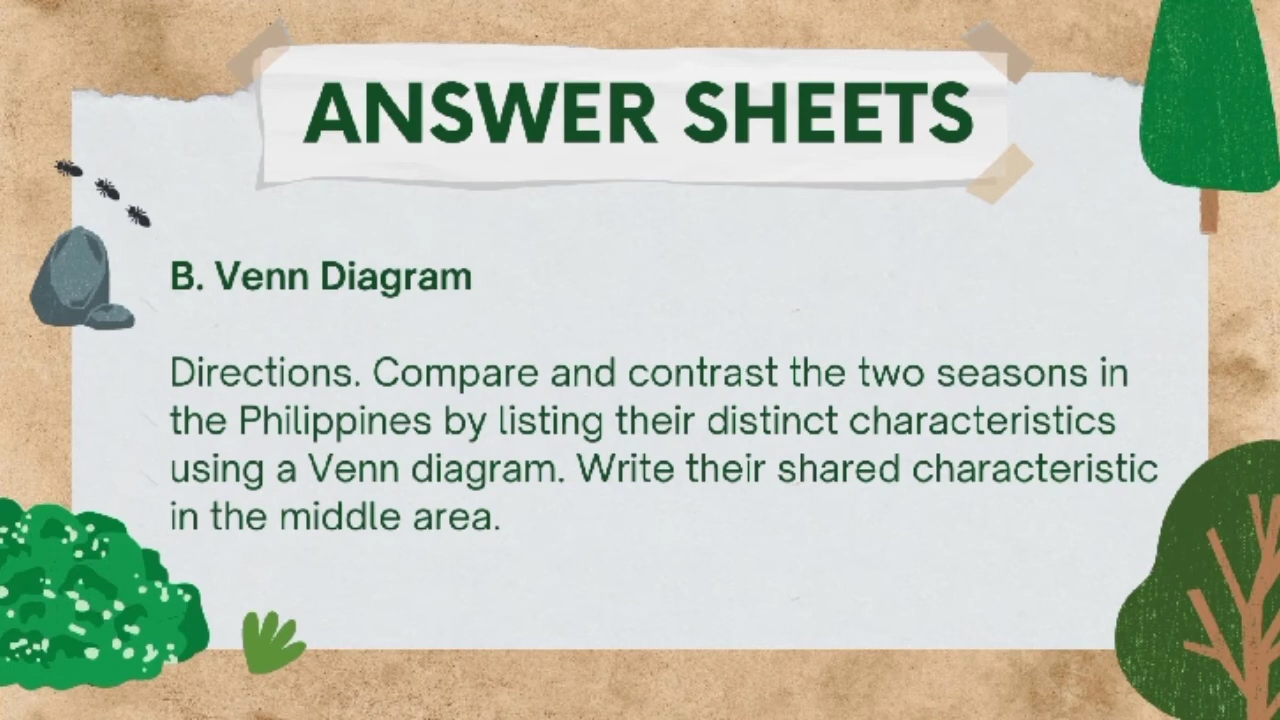 ANSWER SHEETS
B. Venn Diagram
Directions. Compare and contrast the two seasons in
the Philippines by listing their distinct characteristics
using a Venn diagram. Write their shared characteristic
in the middle area.